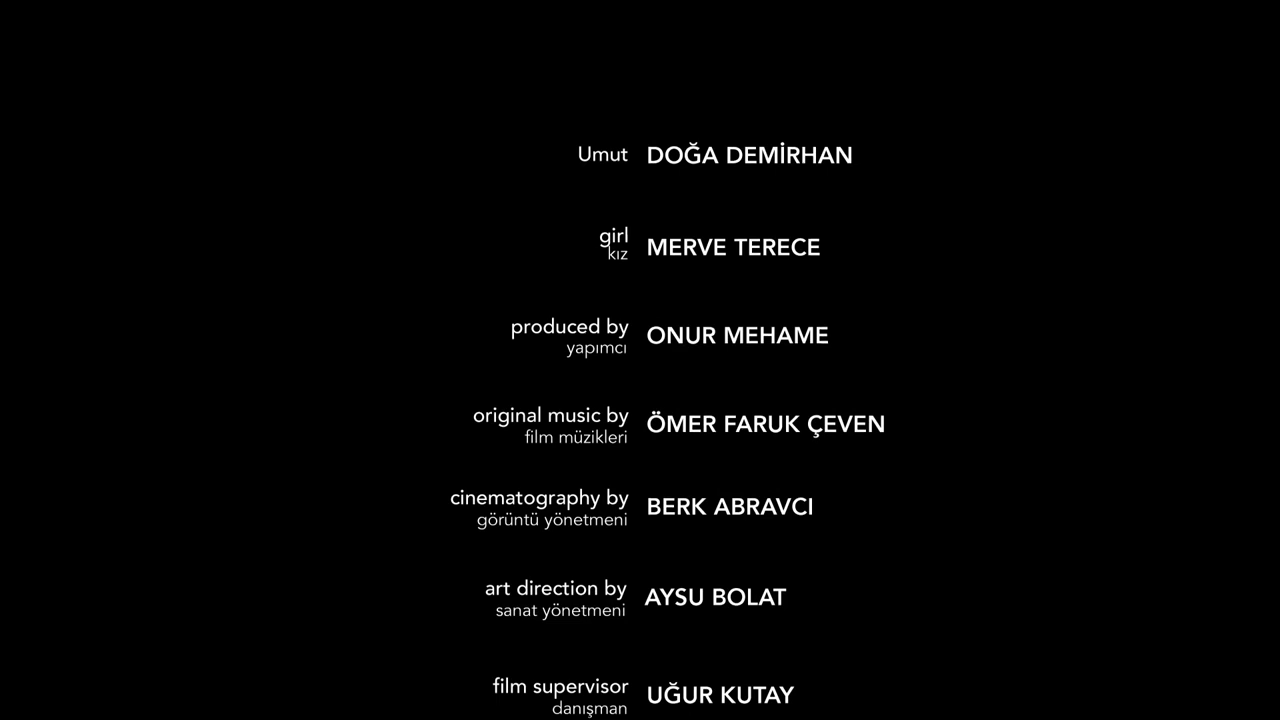 Umut DOĞA DEMİRHAN
girl
kız
MERVE TERECE
produced by
yapımcı
ONUR MEHAME
original music by
film müzikleri
ÖMER FARUK ÇEVEN
cinematography by
görüntü yönetmeni
BERK ABRAVCI
art direction by
sanat yönetmeni
AYSU BOLAT
film supervisor
danışman
UĞUR KUTAY